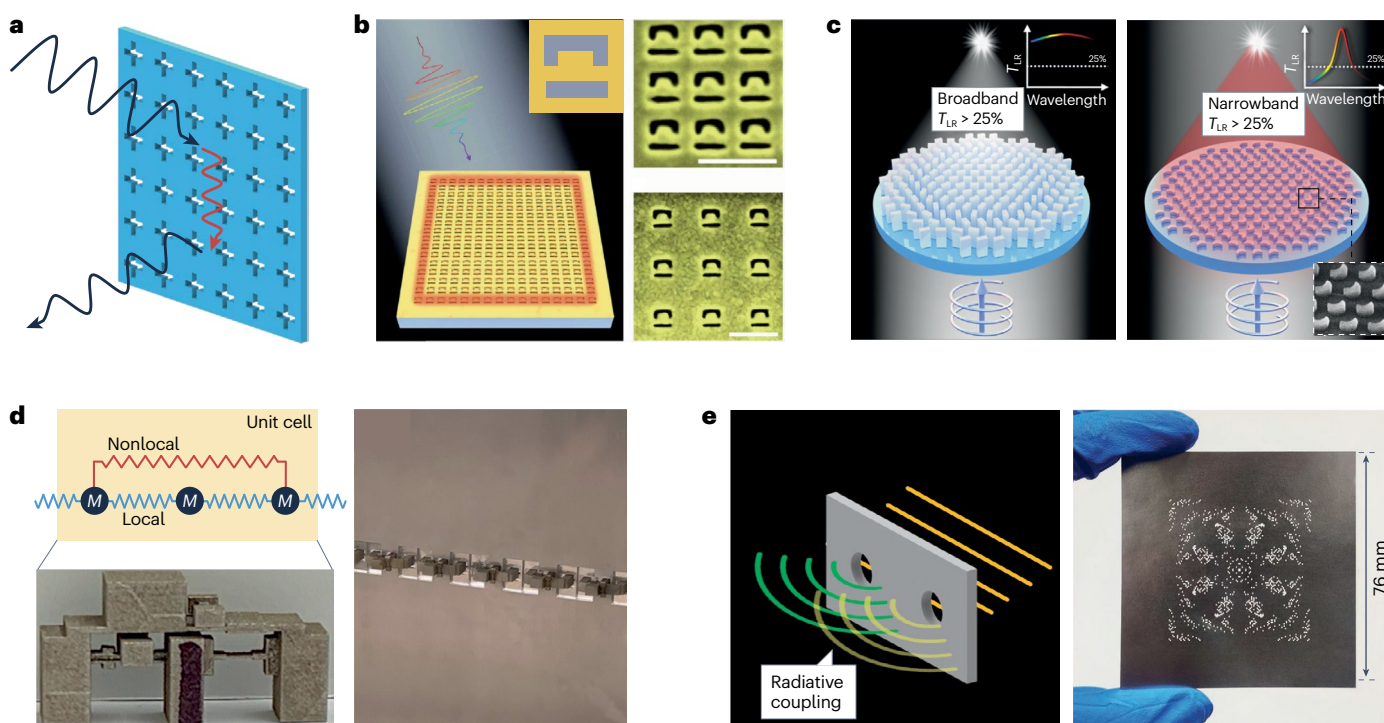 a
b
c
T_LR
25%
Wavelength
Broadband
T_LR > 25%
T_LR
25%
Wavelength
Narrowband
T_LR > 25%
d
Unit cell
Nonlocal
M
M
M
Local
e
Radiative
coupling
76 mm